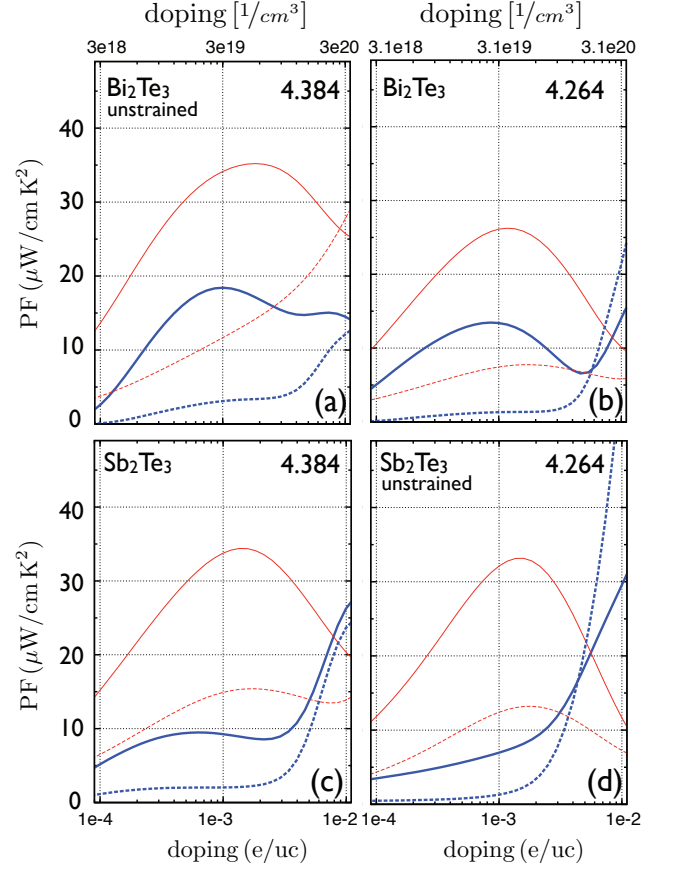 doping [1/cm³]
doping [1/cm³]
3e18 3e19 3e20
3.1e18 3.1e19 3.1e20
Bi₂Te₃ 4.384
unstrained
Bi₂Te₃ 4.264
40
30
20
10
0
PF (μW/cm K²)
(a)
(b)
Sb₂Te₃ 4.384
Sb₂Te₃ 4.264
unstrained
40
30
20
10
0
PF (μW/cm K²)
(c)
(d)
1e-4 1e-3 1e-2
1e-4 1e-3 1e-2
doping (e/uc)
doping (e/uc)